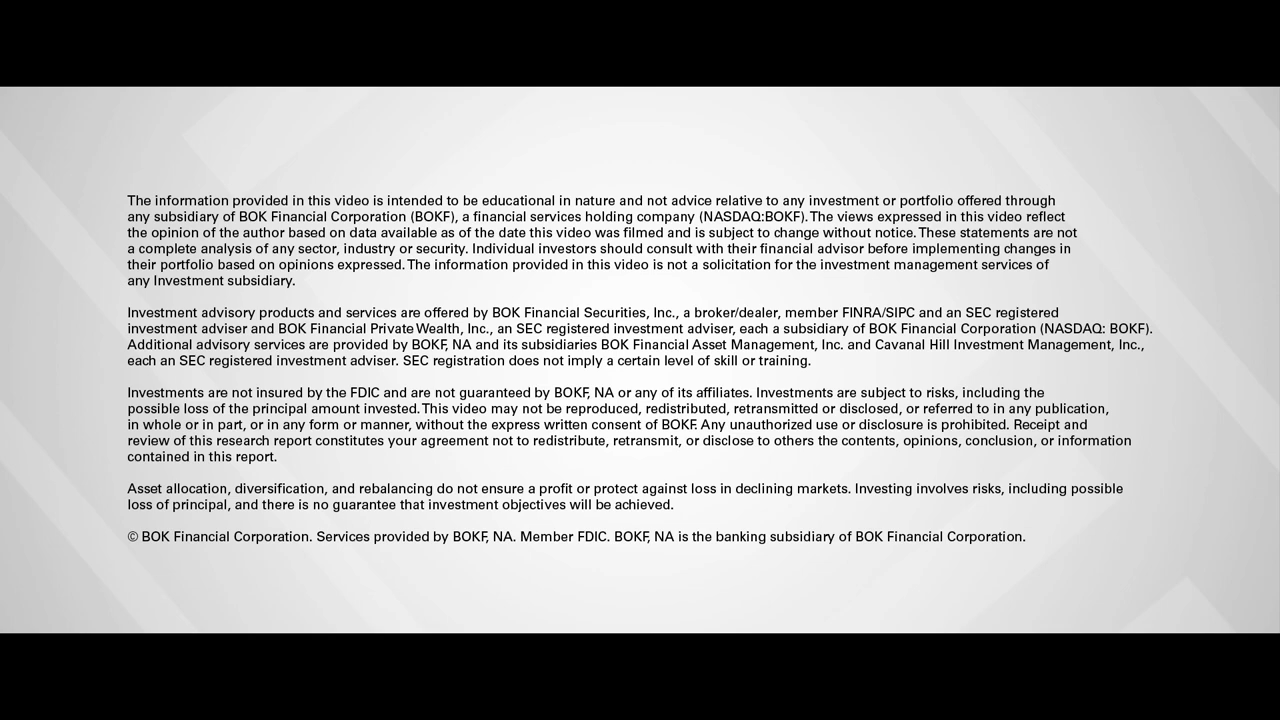 The information provided in this video is intended to be educational in nature and not advice relative to any investment or portfolio offered through
any subsidiary of BOK Financial Corporation (BOKF), a financial services holding company (NASDAQ:BOKF). The views expressed in this video reflect
the opinion of the author based on data available as of the date this video was filmed and is subject to change without notice. These statements are not
a complete analysis of any sector, industry or security. Individual investors should consult with their financial advisor before implementing changes in
their portfolio based on opinions expressed. The information provided in this video is not a solicitation for the investment management services of
any Investment subsidiary.
Investment advisory products and services are offered by BOK Financial Securities, Inc., a broker/dealer, member FINRA/SIPC and an SEC registered
investment adviser and BOK Financial Private Wealth, Inc., an SEC registered investment adviser, each a subsidiary of BOK Financial Corporation (NASDAQ: BOKF).
Additional advisory services are provided by BOKF, NA and its subsidiaries BOK Financial Asset Management, Inc. and Cavanal Hill Investment Management, Inc.,
each an SEC registered investment adviser. SEC registration does not imply a certain level of skill or training.
Investments are not insured by the FDIC and are not guaranteed by BOKF, NA or any of its affiliates. Investments are subject to risks, including the
possible loss of the principal amount invested. This video may not be reproduced, redistributed, retransmitted or disclosed, or referred to in any publication,
in whole or in part, or in any form or manner, without the express written consent of BOKF. Any unauthorized use or disclosure is prohibited. Receipt and
review of this research report constitutes your agreement not to redistribute, retransmit, or disclose to others the contents, opinions, conclusion, or information
contained in this report.
Asset allocation, diversification, and rebalancing do not ensure a profit or protect against loss in declining markets. Investing involves risks, including possible
loss of principal, and there is no guarantee that investment objectives will be achieved.
© BOK Financial Corporation. Services provided by BOKF, NA. Member FDIC. BOKF, NA is the banking subsidiary of BOK Financial Corporation.